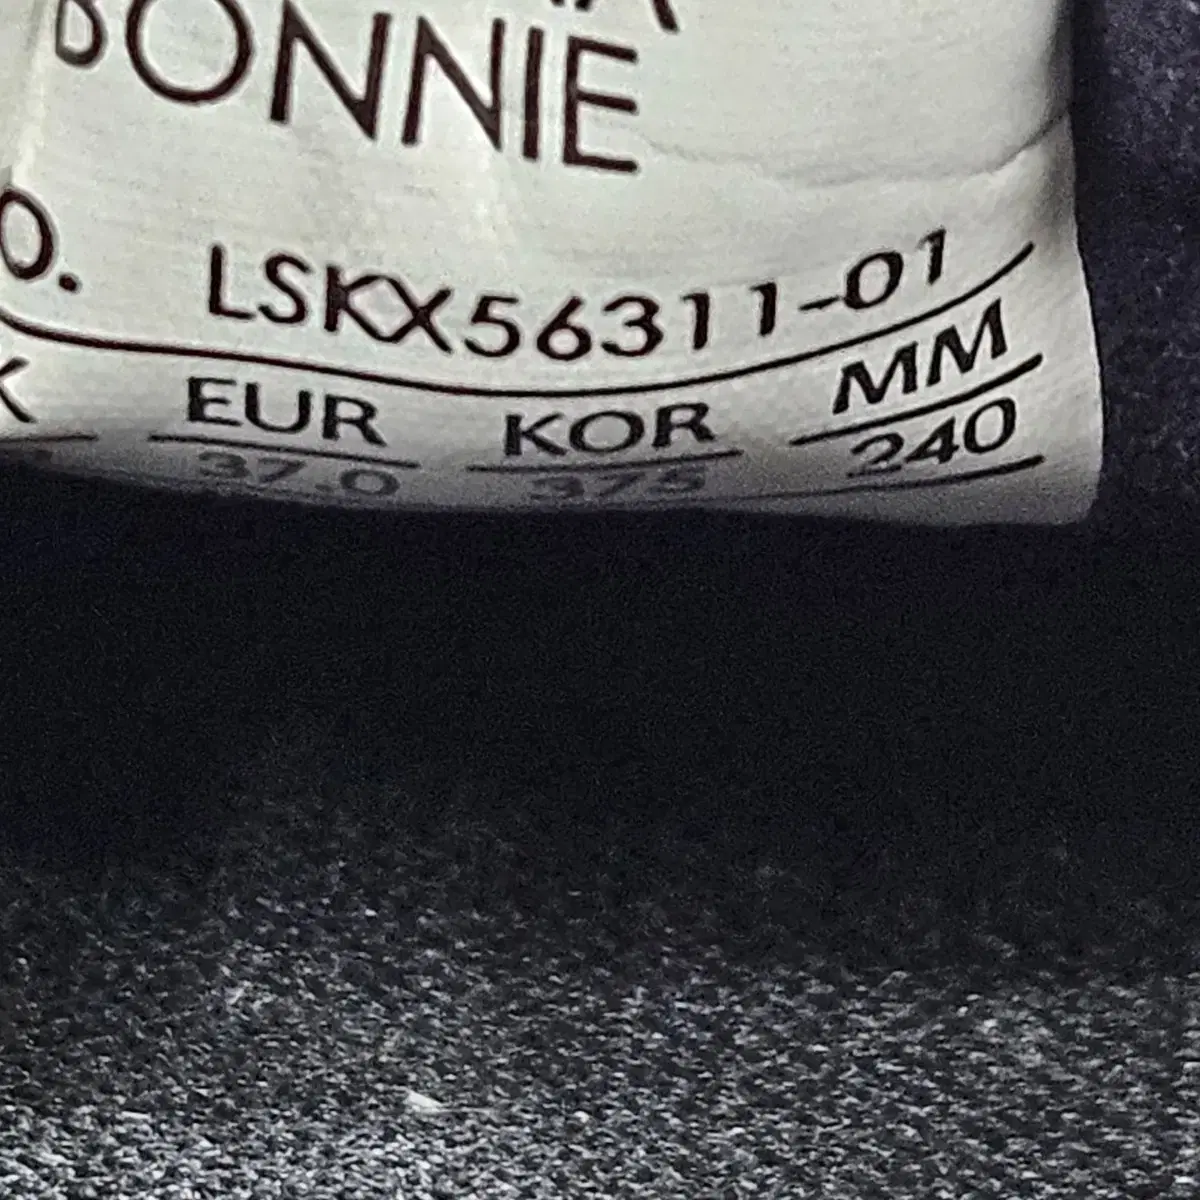 BONNIE
O. LSKX56311-01
K EUR KOR MM
37.0 375 240